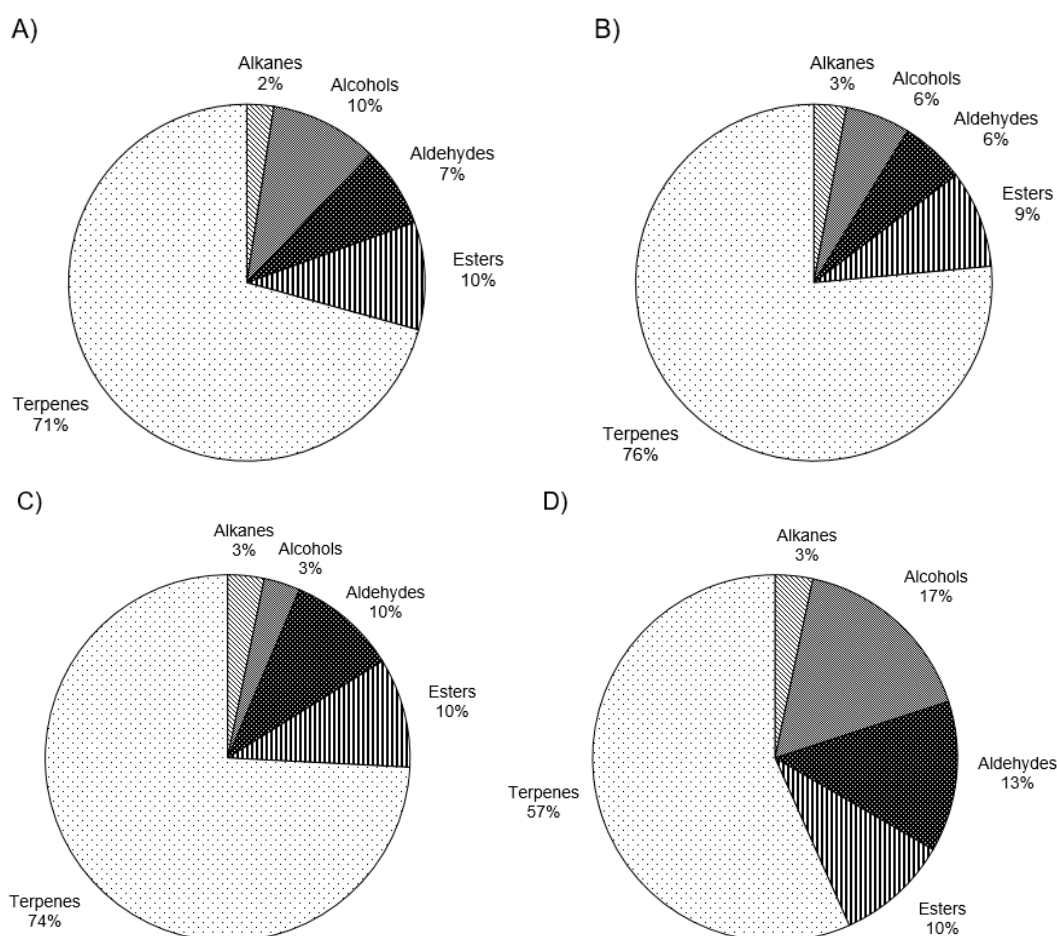 A)
Alkanes
2%
Alcohols
10%
Aldehydes
7%
Esters
10%
Terpenes
71%
B)
Alkanes
3%
Alcohols
6%
Aldehydes
6%
Esters
9%
Terpenes
76%
C)
Alkanes
3%
Alcohols
3%
Aldehydes
10%
Esters
10%
Terpenes
74%
D)
Alkanes
3%
Alcohols
17%
Aldehydes
13%
Esters
10%
Terpenes
57%